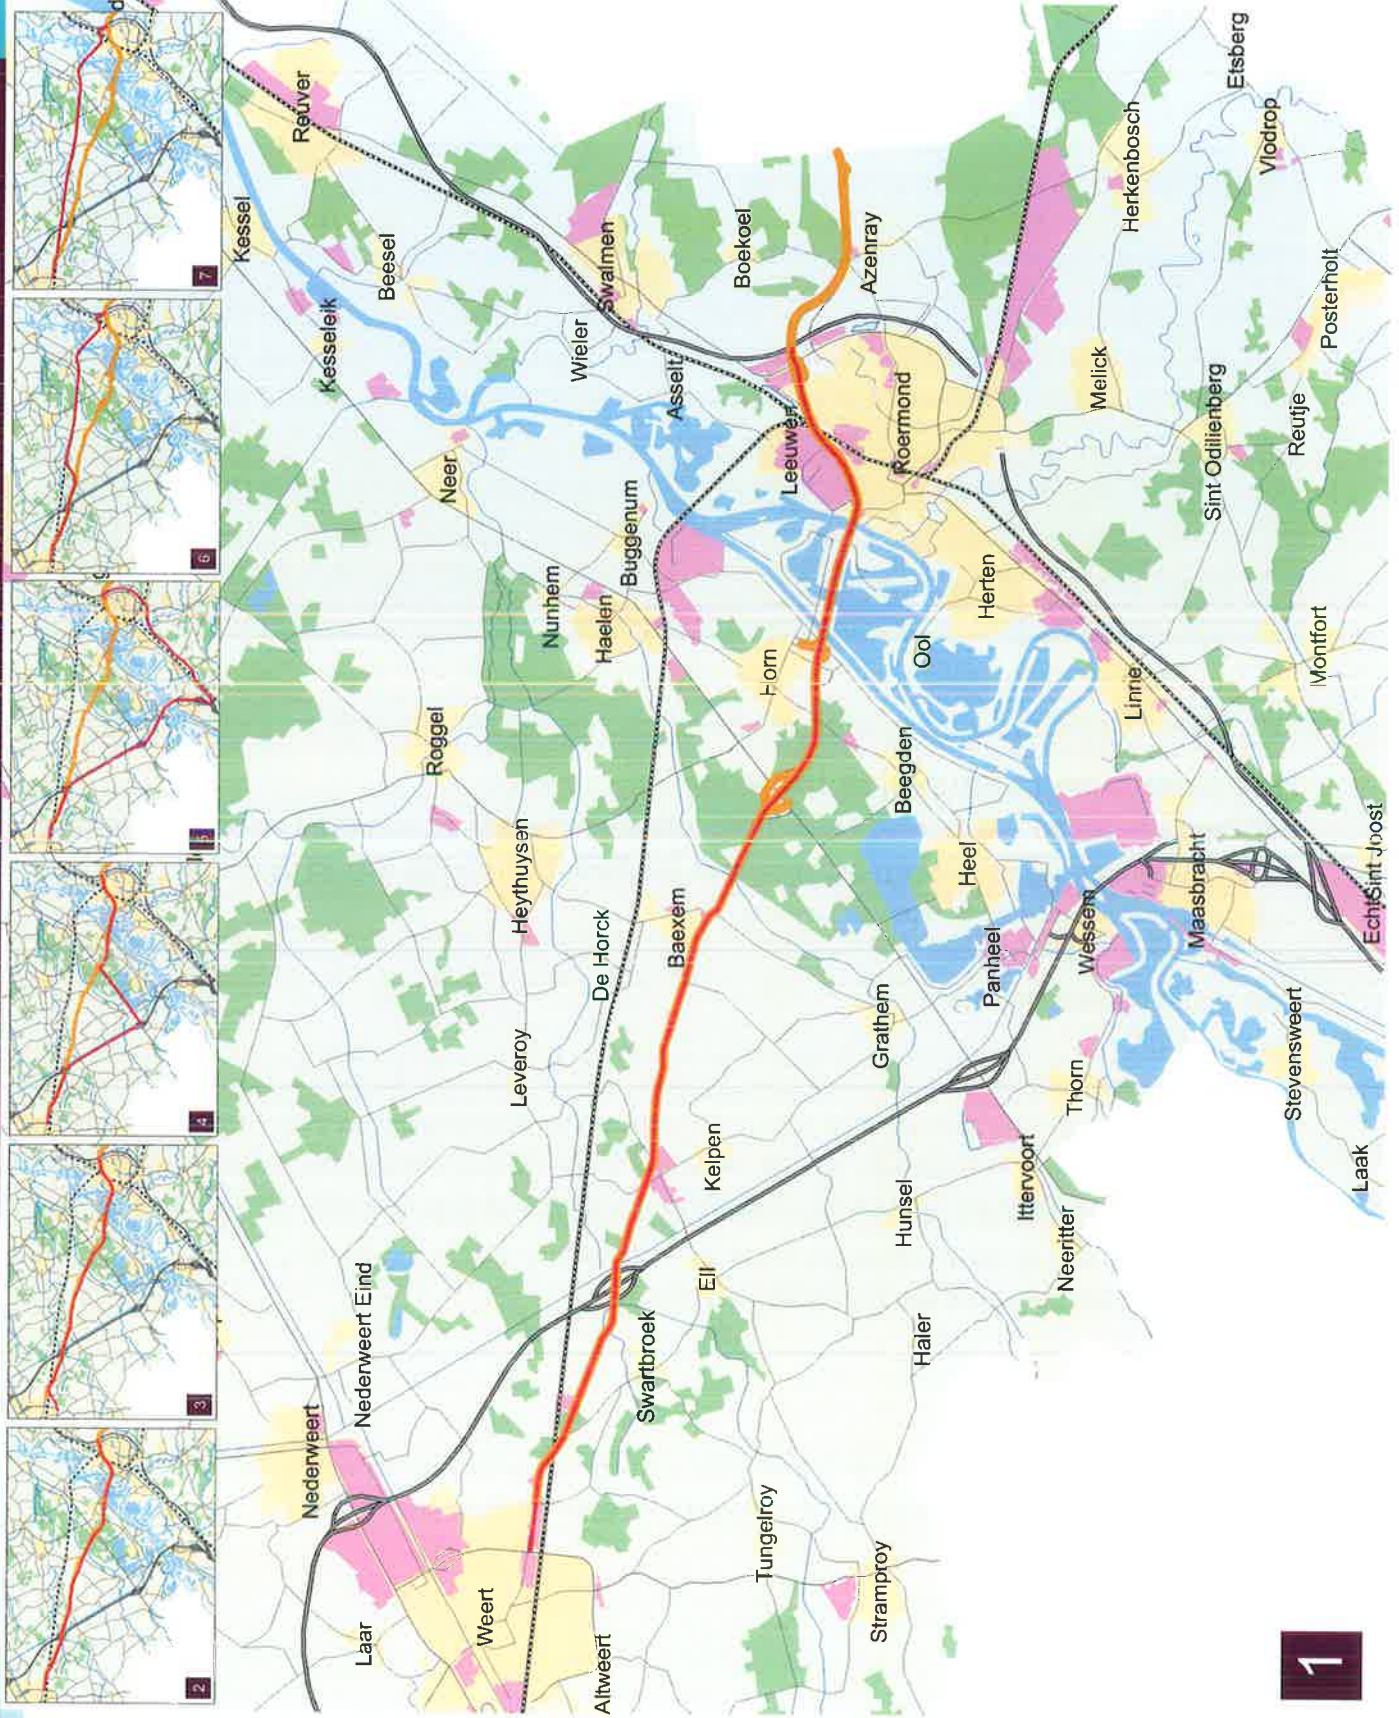 2
3
4
5
6
7
Nederweert
Nederweert Eind
Laar
Weert
Altweert
Swartbroek
Ell
Tungelroy
Stramproy
Haler
Hunsel
Kelpen
Leveroy
De Horck
Heythuysen
Roggel
Baexem
Grathem
Ittervoort
Neeritter
Thorn
Panheel
Wessem
Heel
Beegden
Maasbracht
Stevensweert
Laak
Echt
Sint Joost
Linne
Montfort
Ool
Herten
Horn
Haelen
Nunhem
Buggenum
Neer
Kesseleik
Kessel
Beesel
Reuver
Wieler
Swalmen
Asselt
Boekoel
Leeuwen
Azenray
Roermond
Melick
Herkenbosch
Etsberg
Vlodrop
Posterholt
Reutje
Sint Odilienberg
1